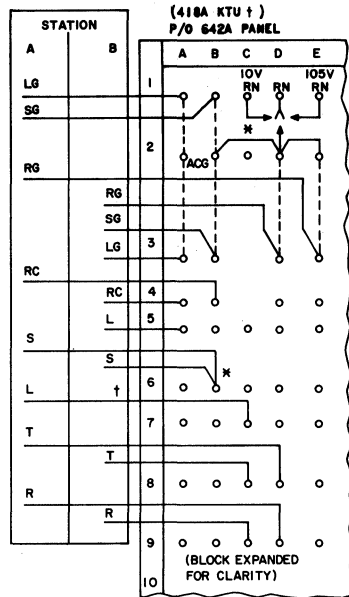 (418A KTU †)
P/O 642A PANEL
STATION
A B
A B C D E
10V RN
RN
105V RN
1
LG
SG
*
2
ACG
RG
RG
SG
3
LG
RC
4
RC
5
L
S
S
*
6
L †
7
T
T
8
R
R
9
(BLOCK EXPANDED
FOR CLARITY)
10